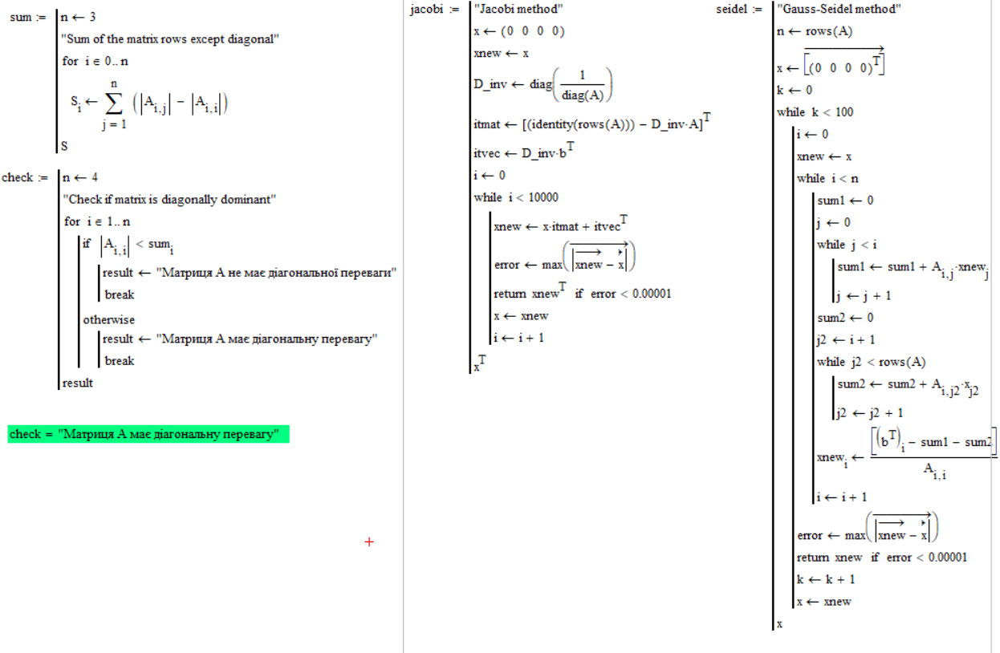 sum := n ← 3
"Sum of the matrix rows except diagonal"
for i ∈ 0..n
S_i ← ∑_{j = 1}^{n} (|A_{i,j}| − |A_{i,i}|)
S
check := n ← 4
"Check if matrix is diagonally dominant"
for i ∈ 1..n
if |A_{i,i}| < sum_i
result ← "Матриця А не має діагональної переваги"
break
otherwise
result ← "Матриця А має діагональну перевагу"
break
result
check = "Матриця А має діагональну перевагу"
jacobi := "Jacobi method"
x ← (0 0 0 0)
xnew ← x
D_inv ← diag(1/diag(A))
itmat ← [(identity(rows(A))) − D_inv·A]^T
itvec ← D_inv·b^T
i ← 0
while i < 10000
xnew ← x·itmat + itvec^T
error ← max(|xnew − x|)
return xnew^T if error < 0.00001
x ← xnew
i ← i + 1
x^T
seidel := "Gauss-Seidel method"
n ← rows(A)
x ← [(0 0 0 0)^T]
k ← 0
while k < 100
i ← 0
xnew ← x
while i < n
sum1 ← 0
j ← 0
while j < i
sum1 ← sum1 + A_{i,j}·xnew_j
j ← j + 1
sum2 ← 0
j2 ← i + 1
while j2 < rows(A)
sum2 ← sum2 + A_{i,j2}·x_{j2}
j2 ← j2 + 1
xnew_i ← [(b^T)_i − sum1 − sum2]/A_{i,i}
i ← i + 1
error ← max(|xnew − x|)
return xnew if error < 0.00001
k ← k + 1
x ← xnew
x